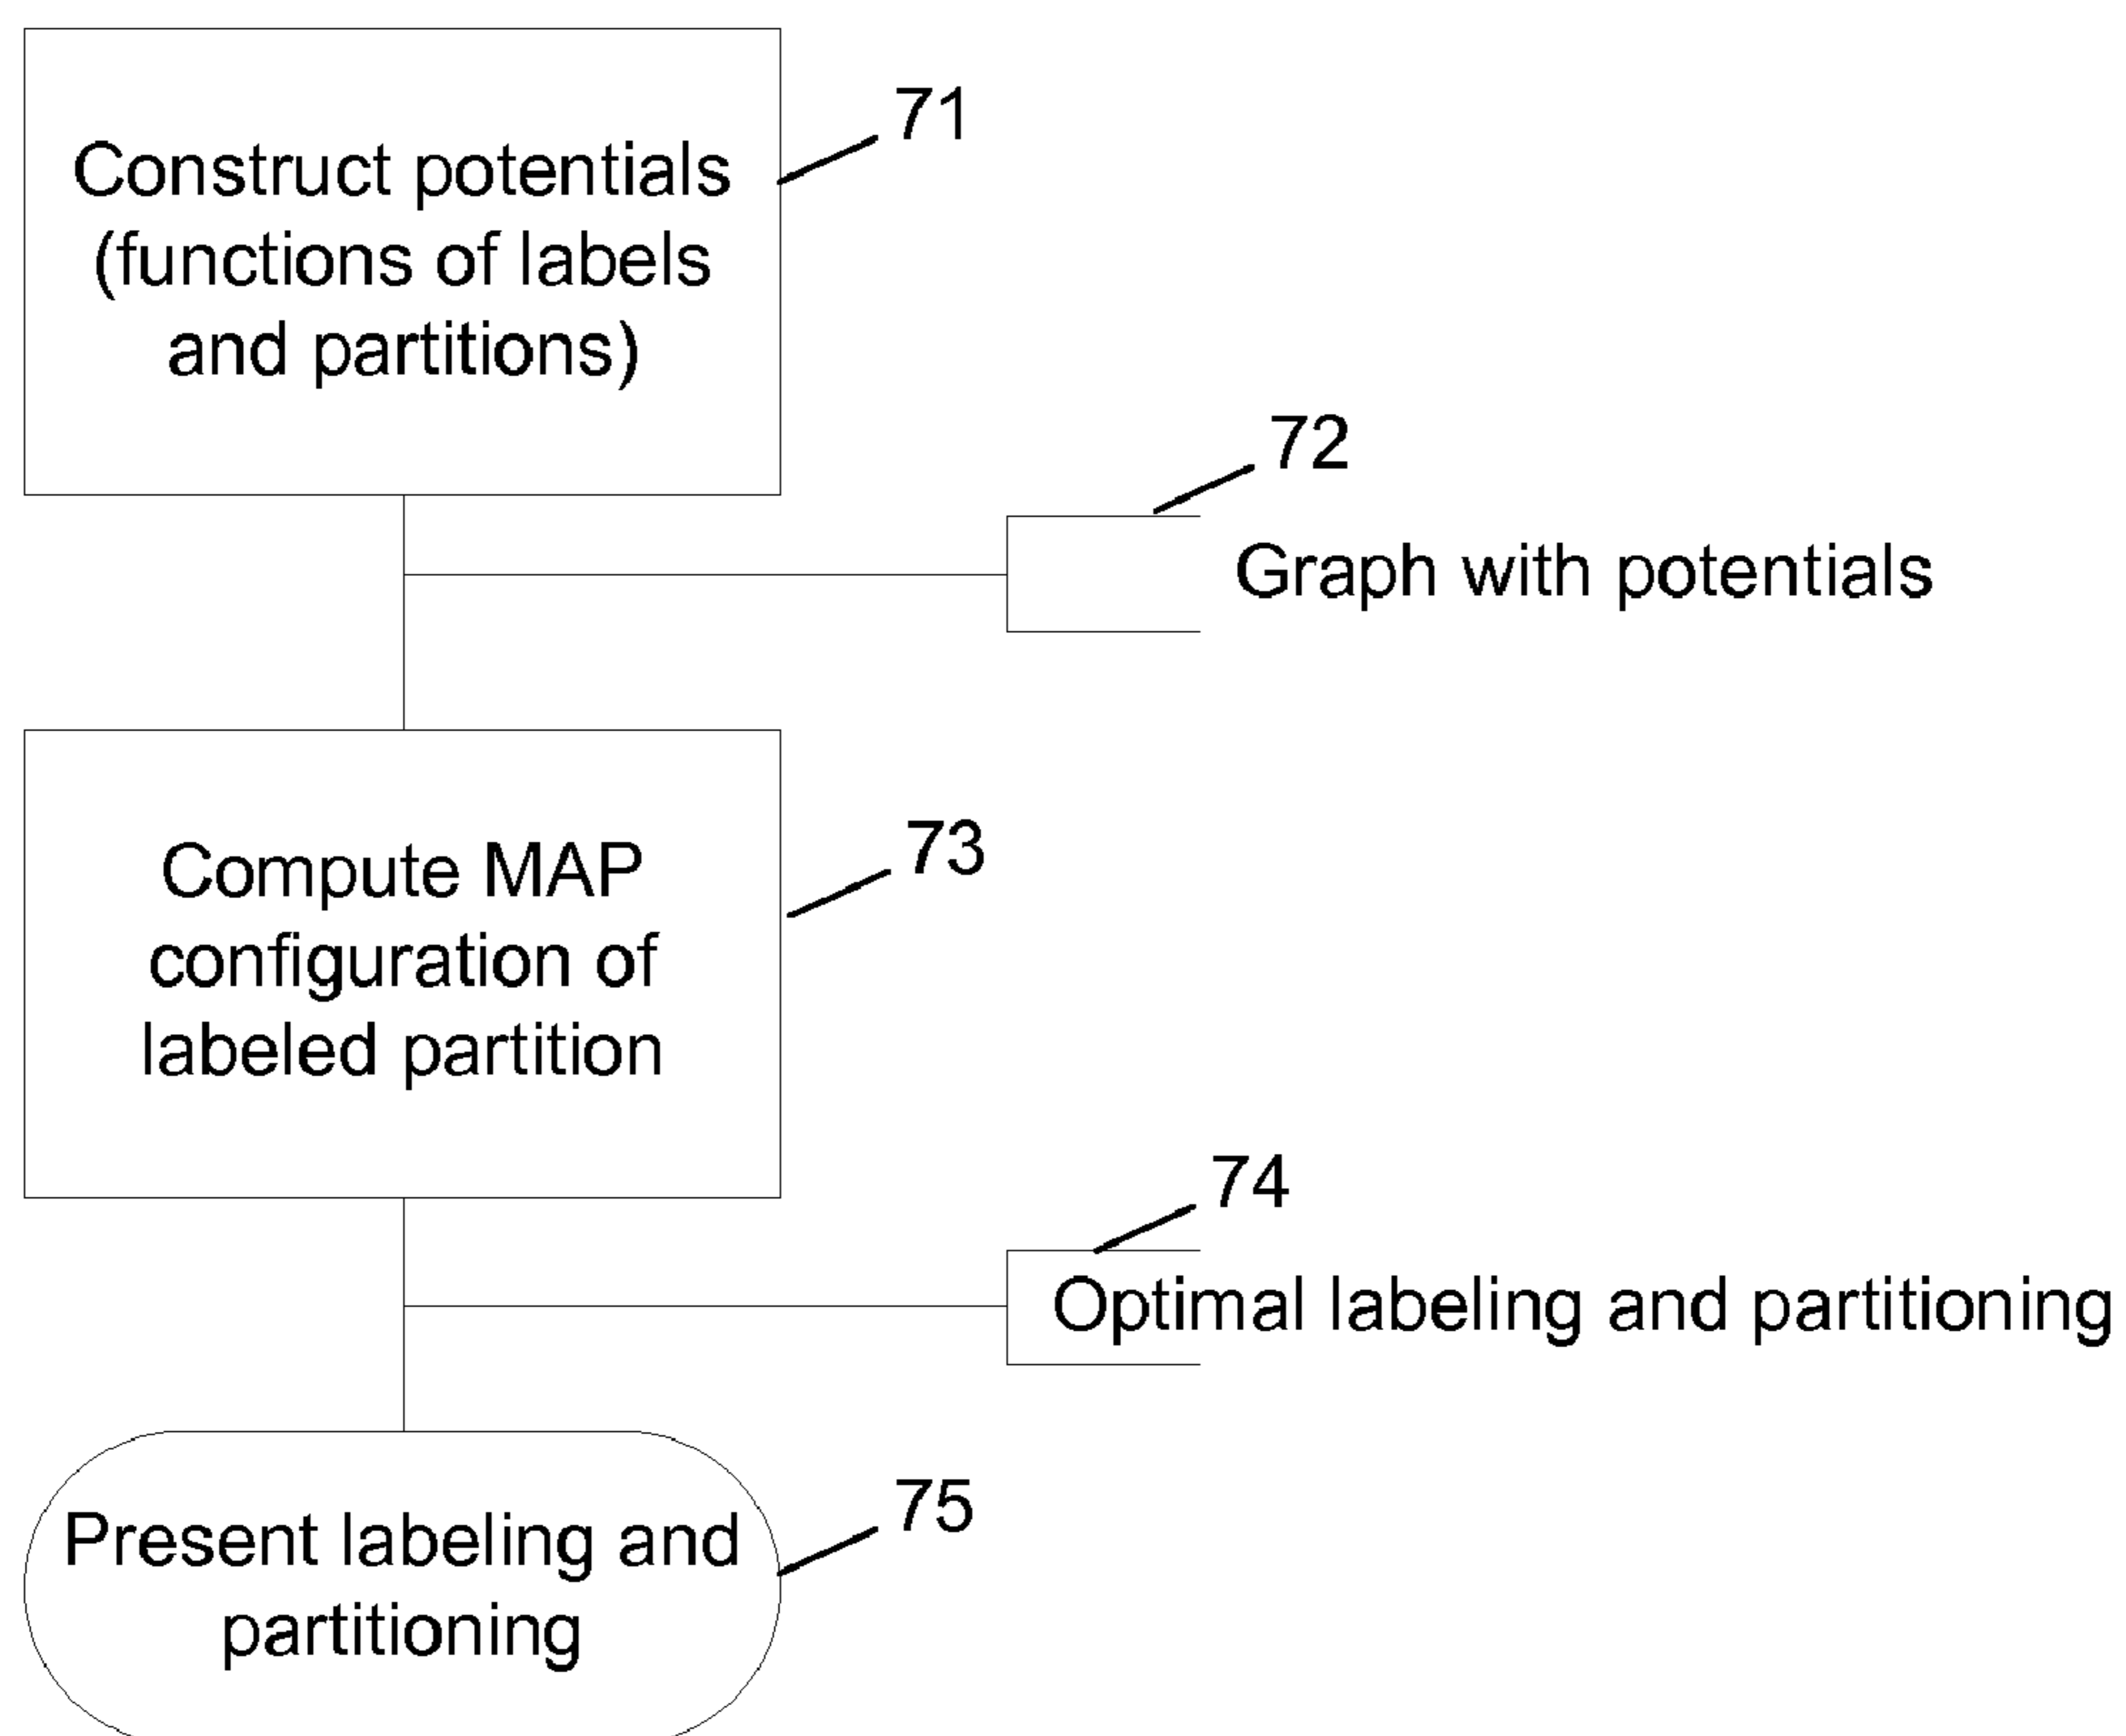 Construct potentials
(functions of labels
and partitions)
71
72
Graph with potentials
Compute MAP
configuration of
labeled partition
73
74
Optimal labeling and partitioning
Present labeling and
partitioning
75